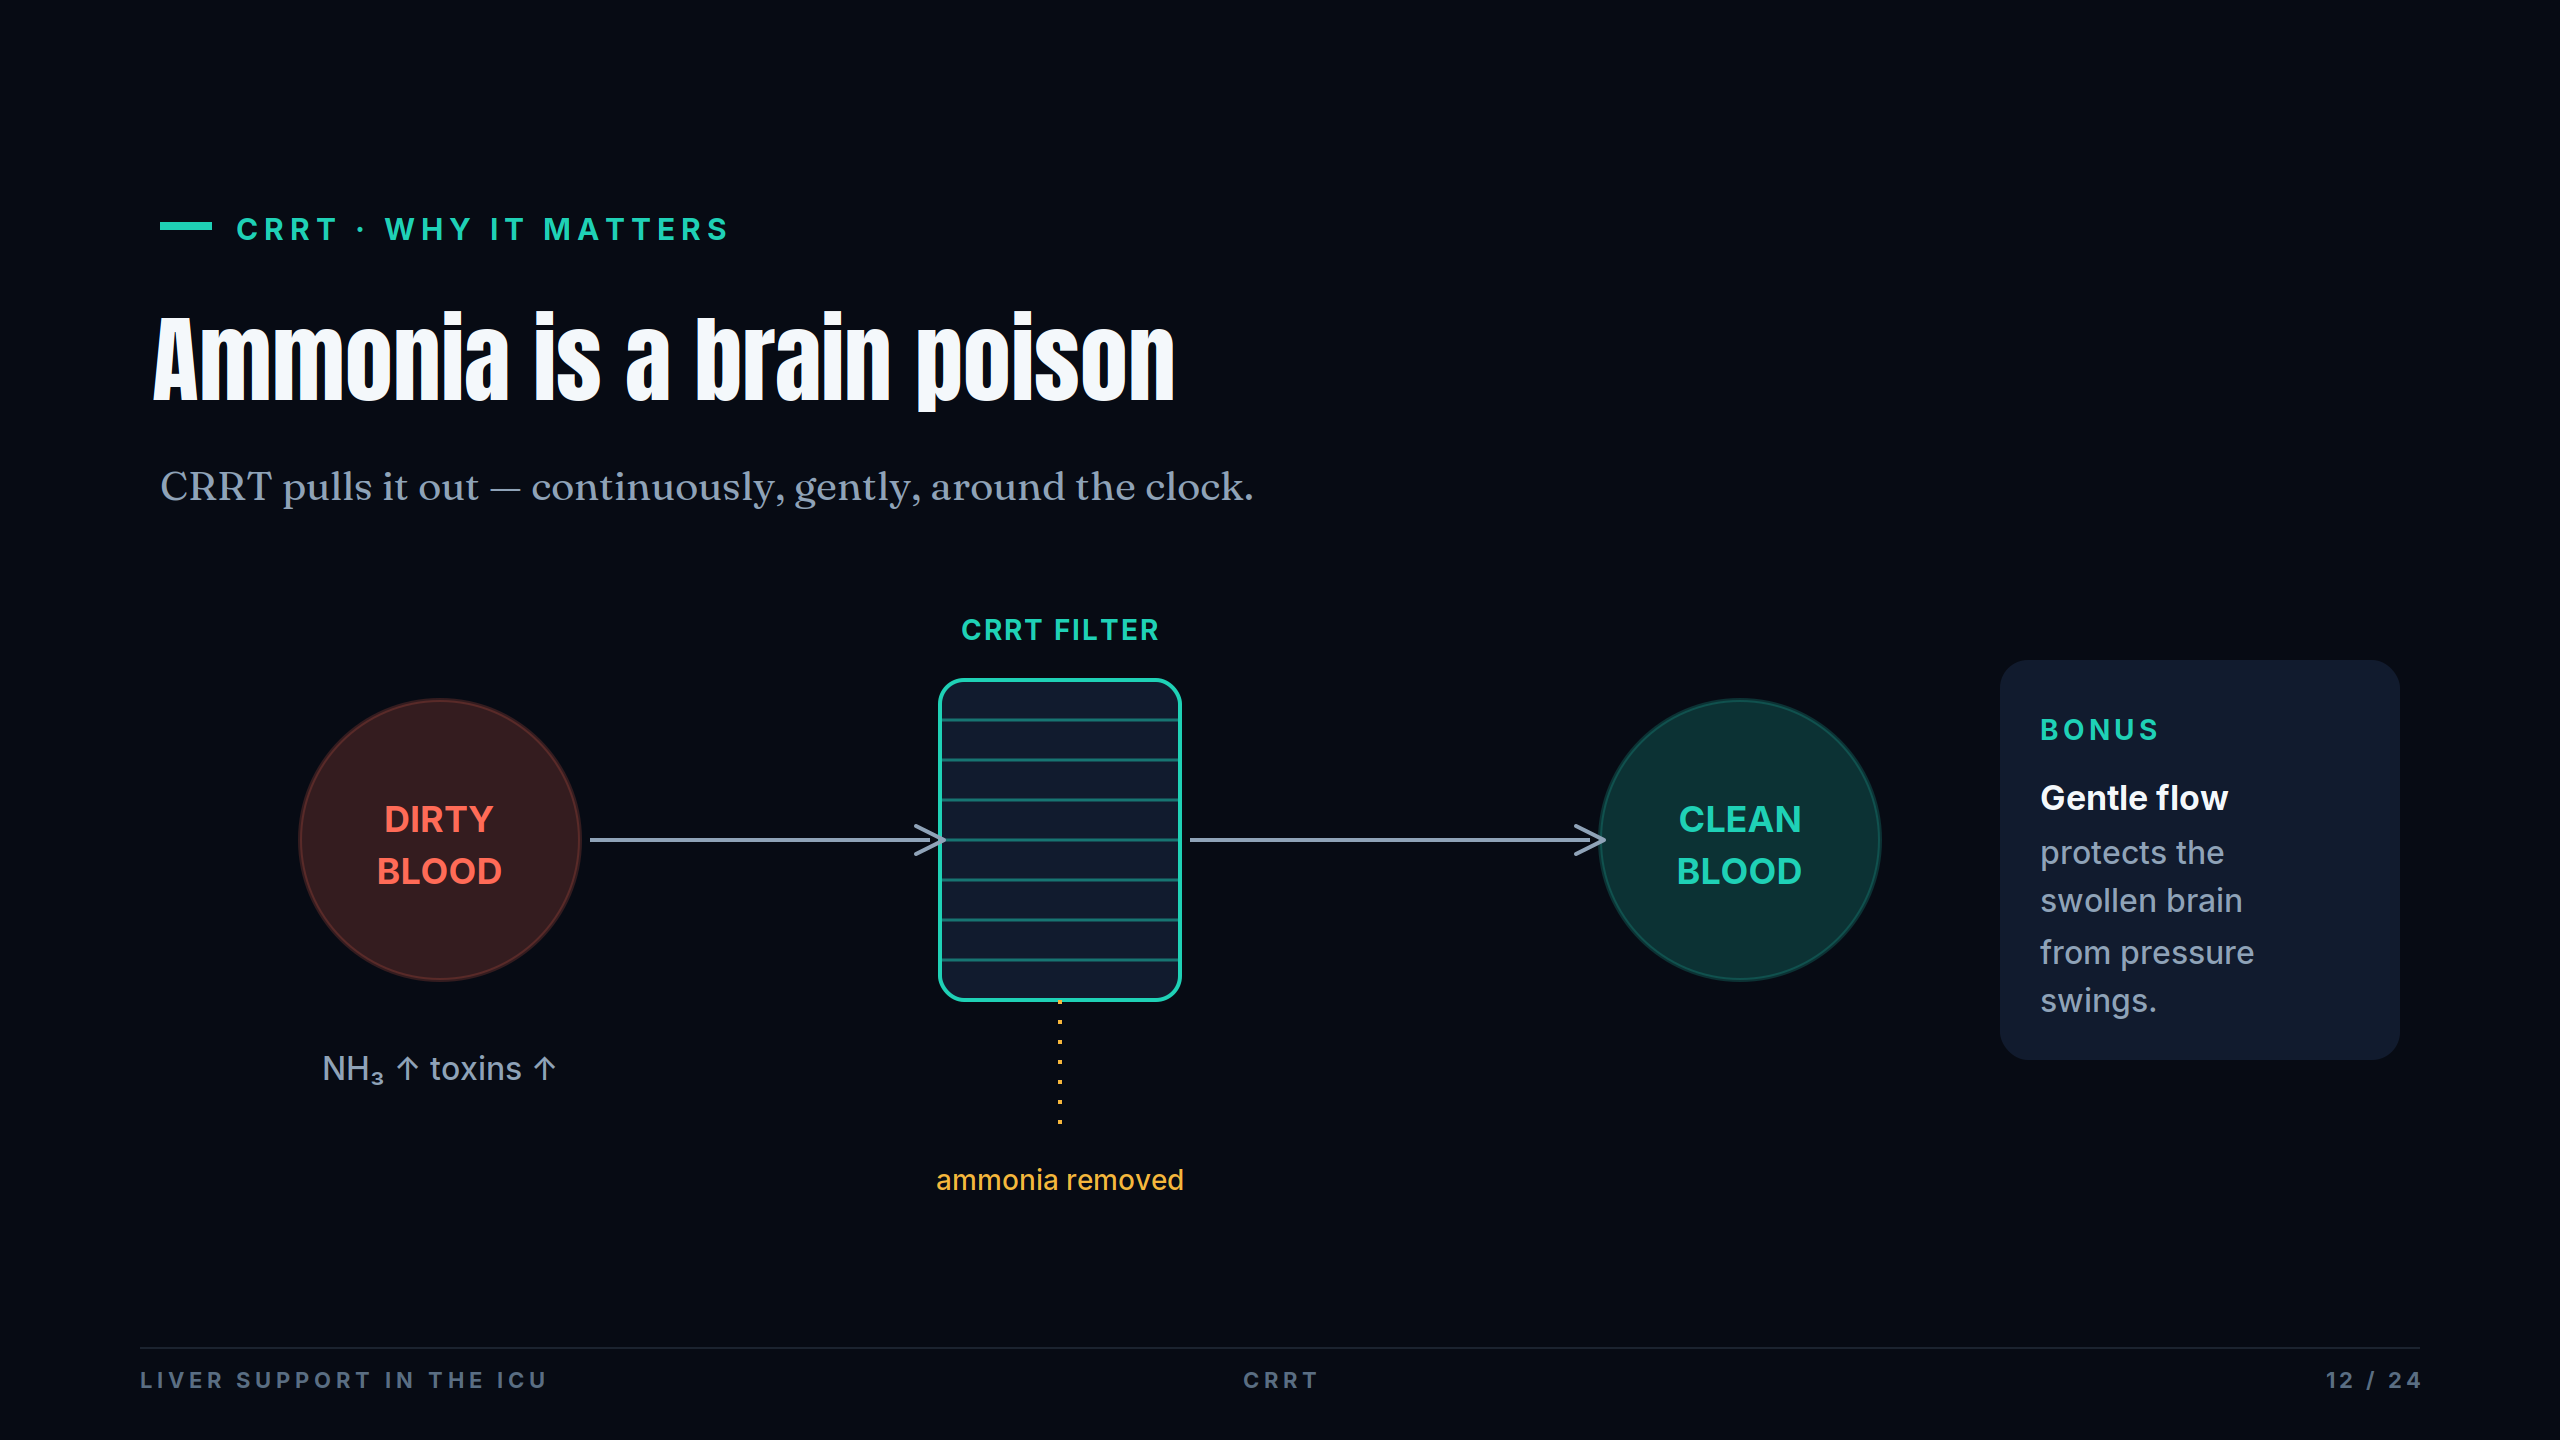 CRRT · WHY IT MATTERS
Ammonia is a brain poison
CRRT pulls it out — continuously, gently, around the clock.
CRRT FILTER
DIRTY
BLOOD
NH₃ ↑ toxins ↑
ammonia removed
CLEAN
BLOOD
BONUS
Gentle flow
protects the
swollen brain
from pressure
swings.
LIVER SUPPORT IN THE ICU
CRRT
12 / 24